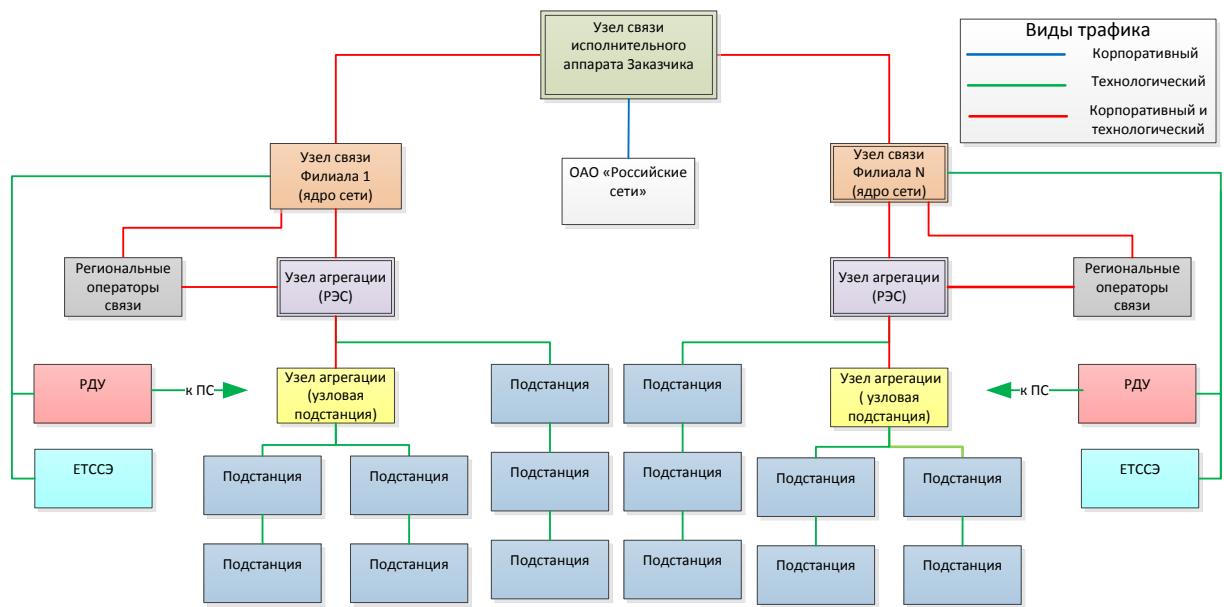 Узел связи
исполнительного
аппарата Заказчика
Виды трафика
Корпоративный
Технологический
Корпоративный и
технологический
Узел связи
Филиала 1
(ядро сети)
ОАО «Российские
сети»
Узел связи
Филиала N
(ядро сети)
Региональные
операторы
связи
Узел агрегации
(РЭС)
Узел агрегации
(РЭС)
Региональные
операторы
связи
РДУ
к ПС
Узел агрегации
(узловая
подстанция)
Подстанция
Подстанция
Узел агрегации
( узловая
подстанция)
к ПС
РДУ
ЕТССЭ
Подстанция
Подстанция
Подстанция
Подстанция
Подстанция
Подстанция
ЕТССЭ
Подстанция
Подстанция
Подстанция
Подстанция
Подстанция
Подстанция